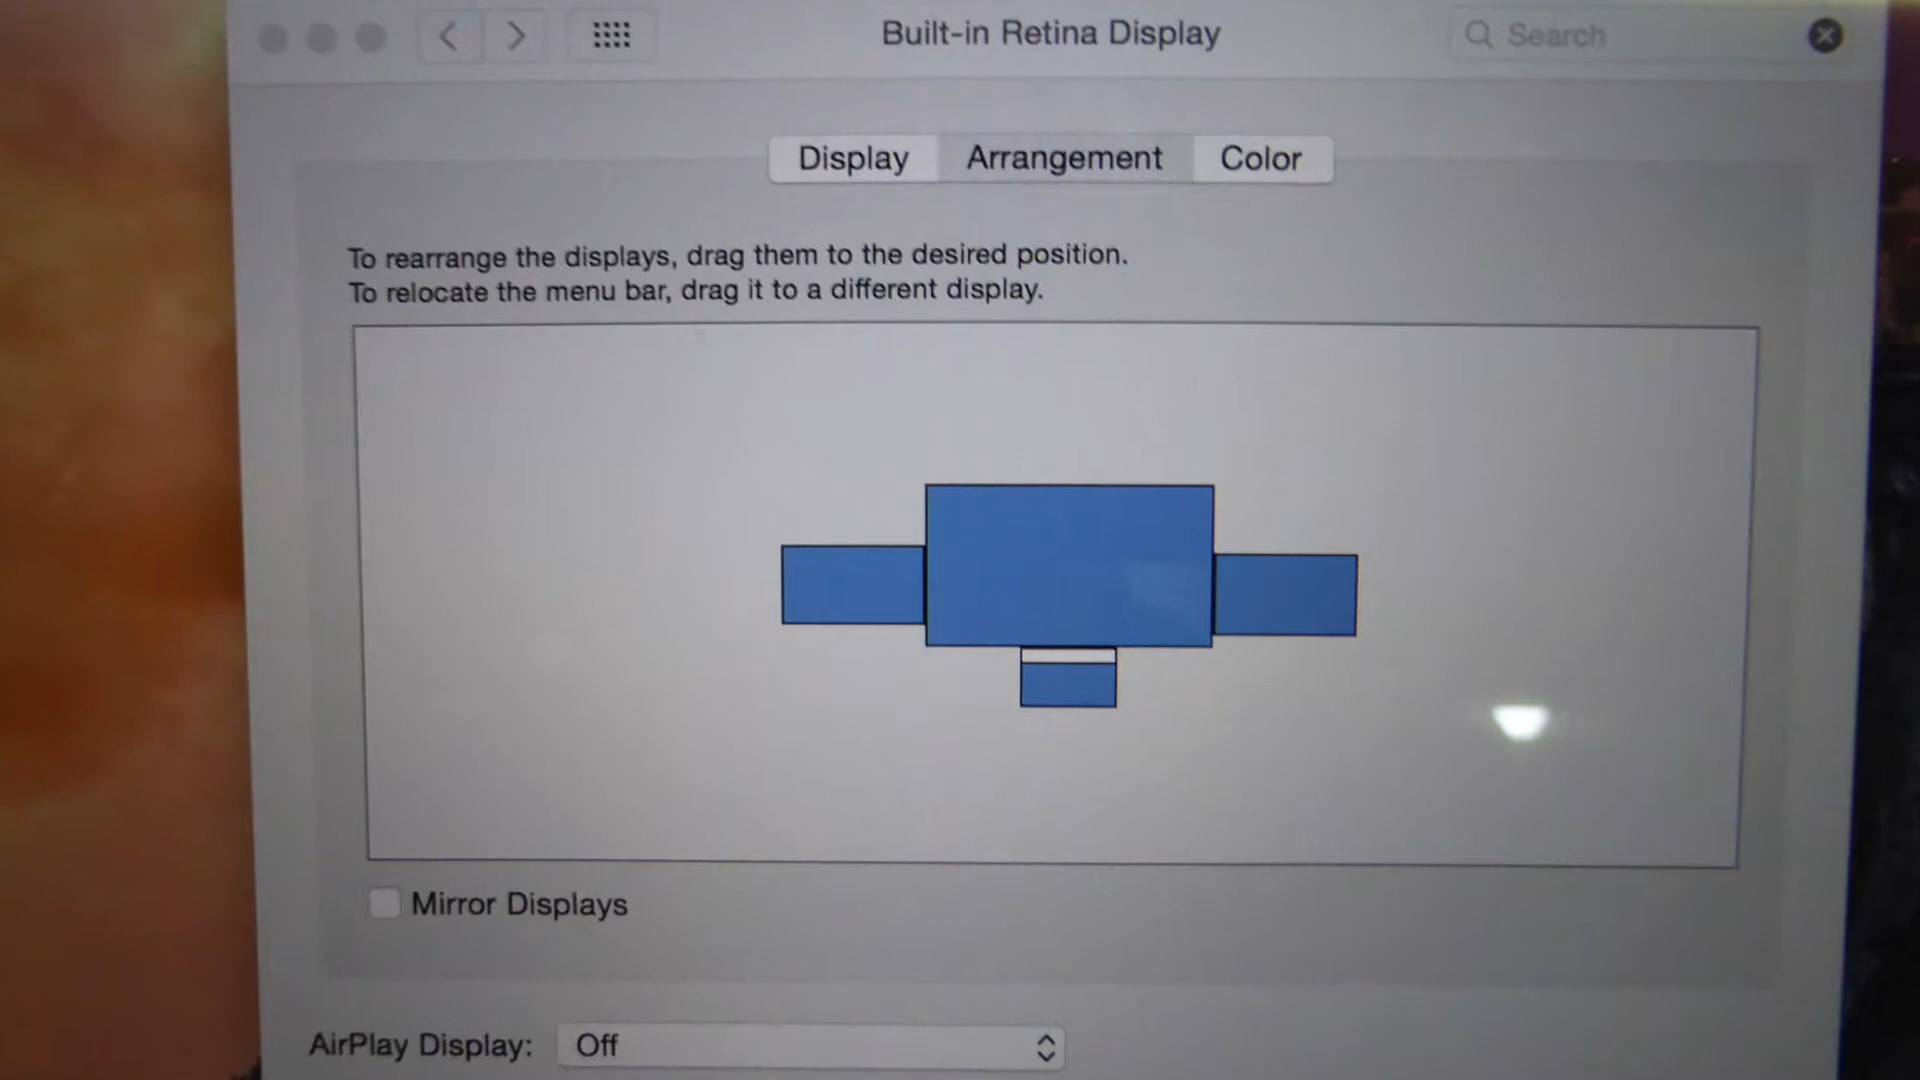 Built-in Retina Display
Search
Display
Arrangement
Color
To rearrange the displays, drag them to the desired position.
To relocate the menu bar, drag it to a different display.
Mirror Displays
AirPlay Display:
Off